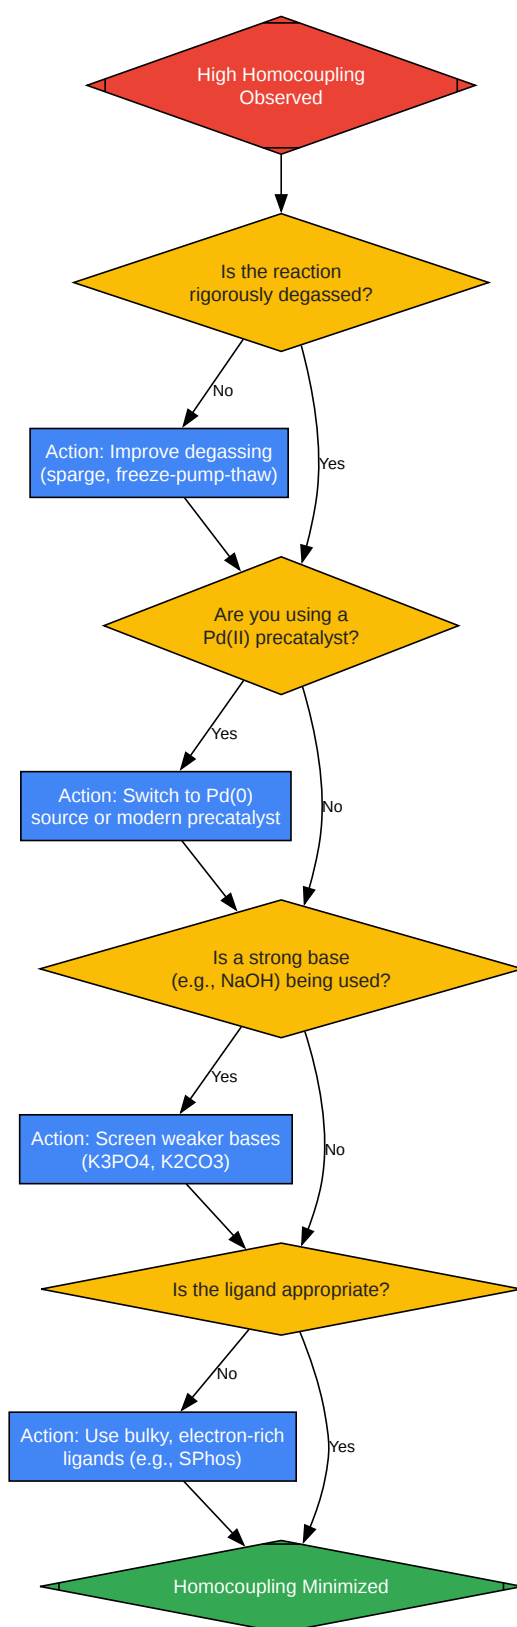 High Homocoupling
Observed
Is the reaction
rigorously degassed?
No
Yes
Action: Improve degassing
(sparge, freeze-pump-thaw)
Are you using a
Pd(II) precatalyst?
Yes
No
Action: Switch to Pd(0)
source or modern precatalyst
Is a strong base
(e.g., NaOH) being used?
Yes
No
Action: Screen weaker bases
(K3PO4, K2CO3)
Is the ligand appropriate?
No
Yes
Action: Use bulky, electron-rich
ligands (e.g., SPhos)
Homocoupling Minimized